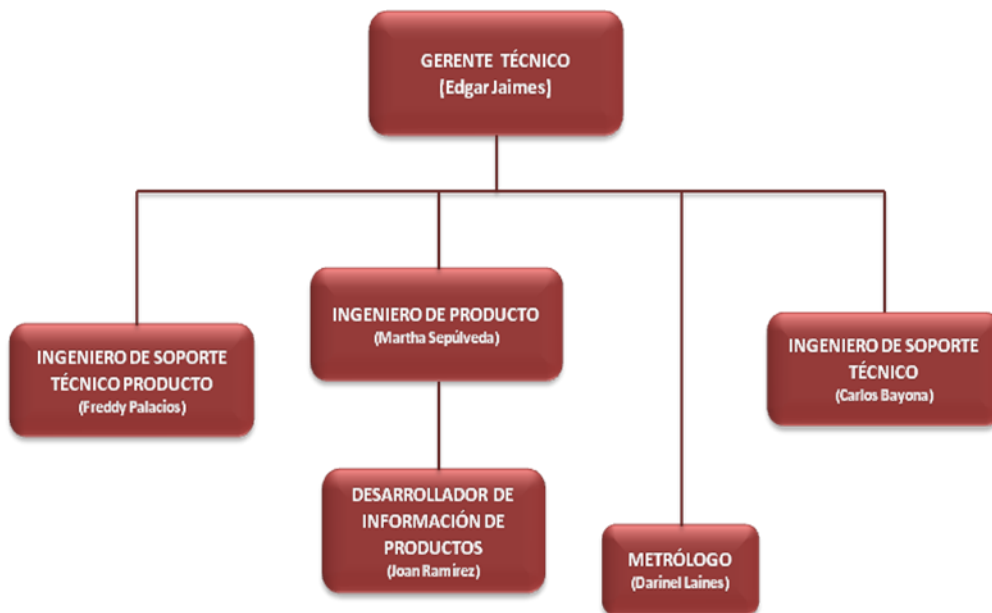 GERENTE TÉCNICO
(Edgar Jaimes)
INGENIERO DE SOPORTE
TÉCNICO PRODUCTO
(Freddy Palacios)
INGENIERO DE PRODUCTO
(Martha Sepúlveda)
INGENIERO DE SOPORTE
TÉCNICO
(Carlos Bayona)
DESARROLLADOR DE
INFORMACIÓN DE
PRODUCTOS
(Joan Ramírez)
METRÓLOGO
(Darinel Laines)